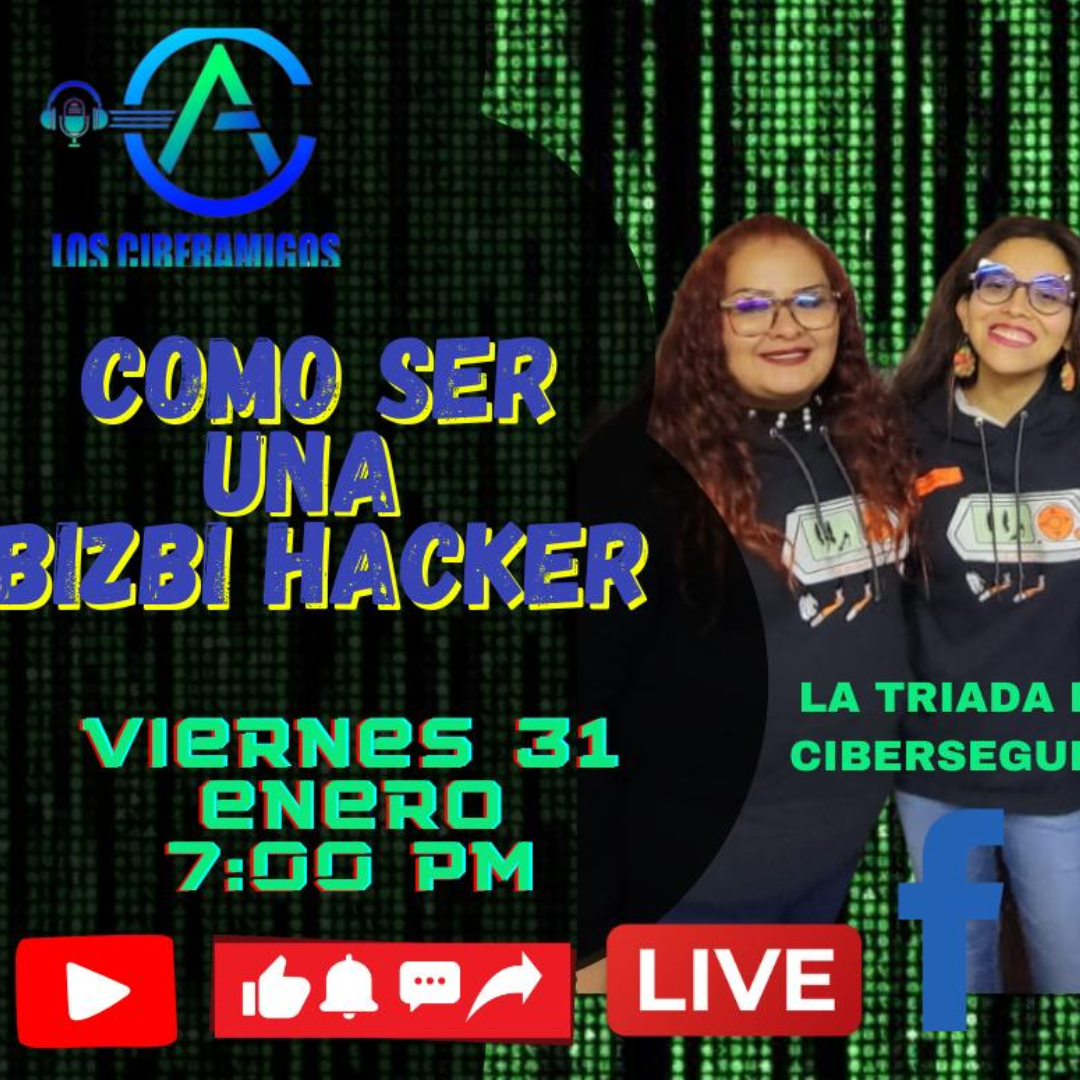 LOS CIBERAMIGOS
COMO SER
UNA
BIZBI HACKER
VIERNES 31
ENERO
7:00 PM
LA TRIADA
CIBERSEGU
LIVE